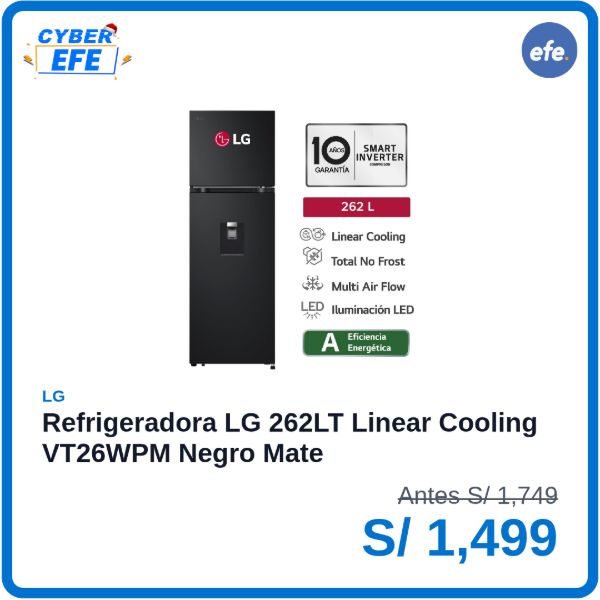 CYBER
EFE
efe.
LG
10
AÑOS
GARANTÍA
SMART
INVERTER
COMPRESSOR
262 L
Linear Cooling
Total No Frost
Multi Air Flow
LED Iluminación LED
A Eficiencia
Energética
LG
Refrigeradora LG 262LT Linear Cooling
VT26WPM Negro Mate
Antes S/ 1,749
S/ 1,499